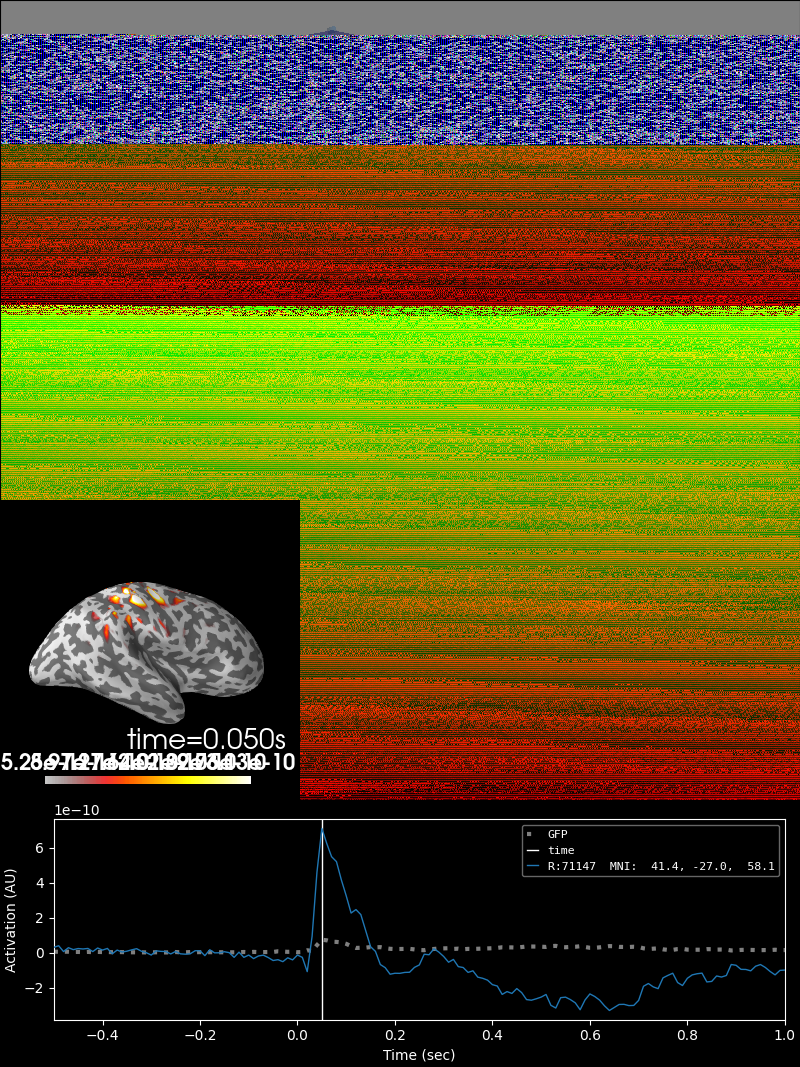 time=0.050s
1e−10
6
4
2
0
−2
Activation (AU)
GFP
time
R:71147 MNI: 41.4, -27.0, 58.1
−0.4 −0.2 0.0 0.2 0.4 0.6 0.8 1.0
Time (sec)